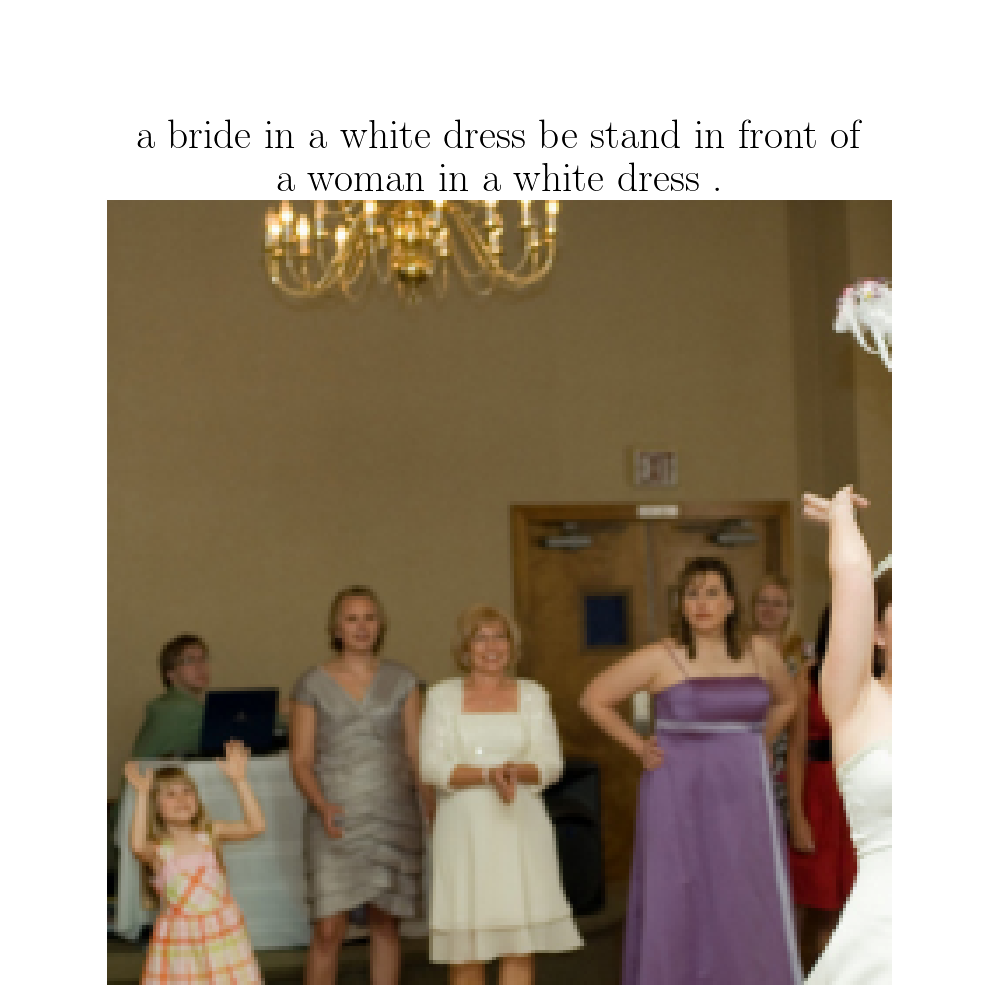 a bride in a white dress be stand in front of
a woman in a white dress .